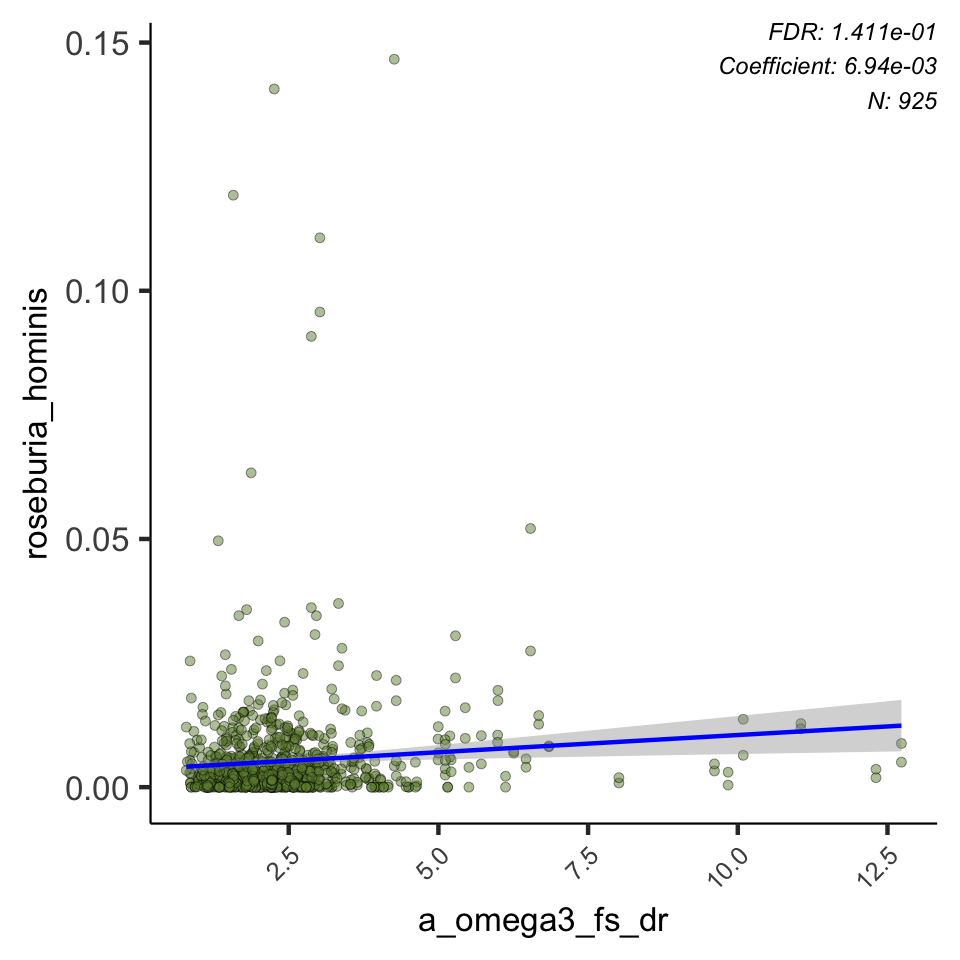 FDR: 1.411e-01
Coefficient: 6.94e-03
N: 925
0.15
0.10
0.05
0.00
roseburia_hominis
2.5
5.0
7.5
10.0
12.5
a_omega3_fs_dr